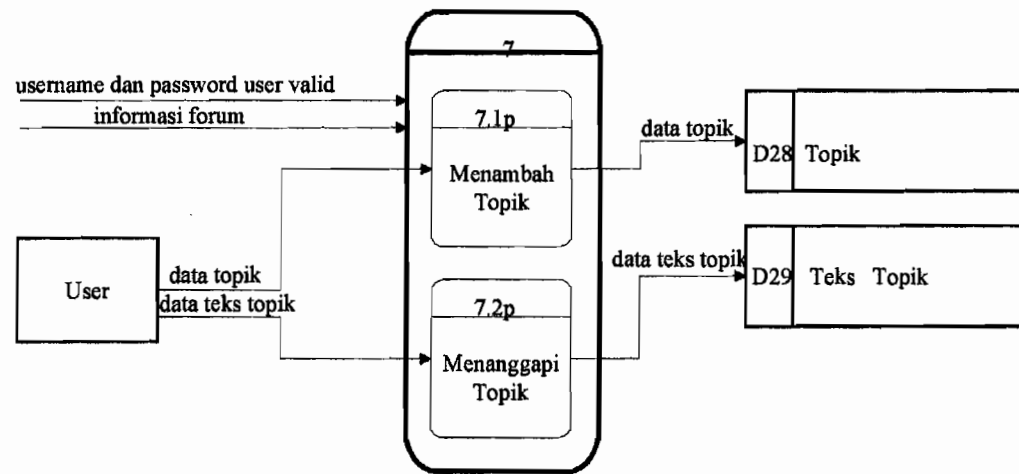 7
username dan password user valid
informasi forum
7.1p
Menambah
Topik
data topik
D28 Topik
User
data topik
data teks topik
7.2p
Menanggapi
Topik
data teks topik
D29 Teks Topik